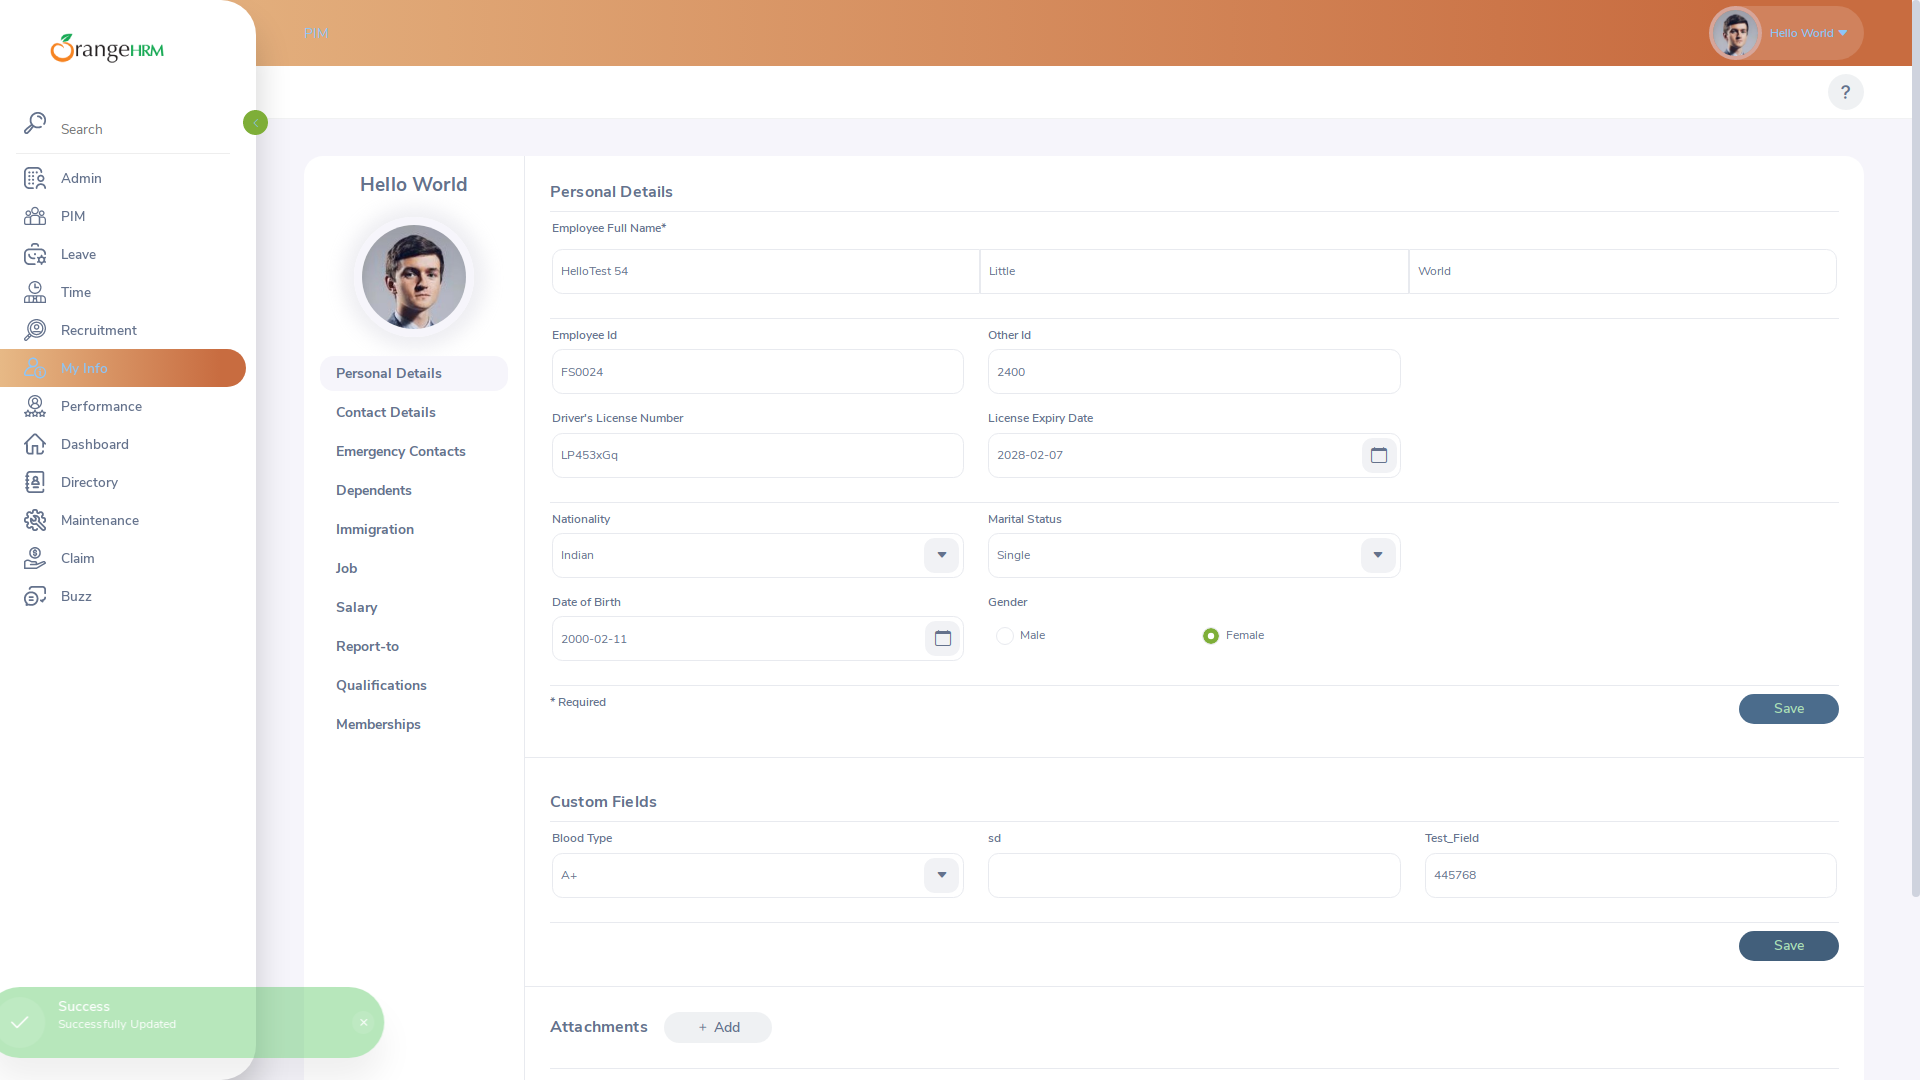 OrangeHRM
PIM
Hello World
?
Search
Admin
PIM
Leave
Time
Recruitment
My Info
Performance
Dashboard
Directory
Maintenance
Claim
Buzz
Hello World
Personal Details
Contact Details
Emergency Contacts
Dependents
Immigration
Job
Salary
Report-to
Qualifications
Memberships
Personal Details
Employee Full Name*
HelloTest 54 Little World
Employee Id Other Id
FS0024 2400
Driver's License Number License Expiry Date
LP453xGq 2028-02-07
Nationality Marital Status
Indian Single
Date of Birth Gender
2000-02-11 Male Female
* Required
Save
Custom Fields
Blood Type sd Test_Field
A+ 445768
Save
Attachments + Add
Success
Successfully Updated